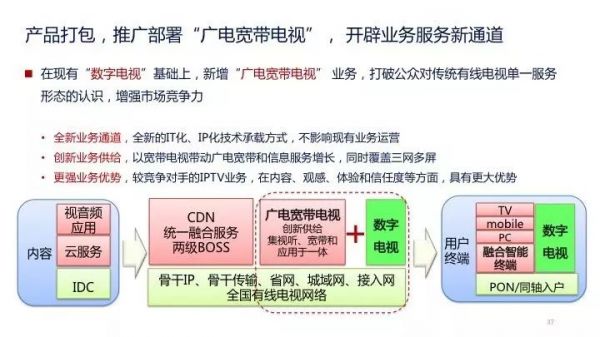 产品打包，推广部署“广电宽带电视”，开辟业务服务新通道
在现有“数字电视”基础上，新增“广电宽带电视” 业务，打破公众对传统有线电视单一服务
形态的认识，增强市场竞争力
全新业务通道，全新的IT化、IP化技术承载方式，不影响现有业务运营
创新业务供给，以宽带电视带动广电宽带和信息服务增长，同时覆盖三网多屏
更强业务优势，较竞争对手的IPTV业务，在内容、观感、体验和信任度等方面，具有更大优势
内容
视音频
应用
云服务
IDC
CDN
统一融合服务
两级BOSS
广电宽带电视
创新供给
集视听、宽带和
应用于一体
+
数字
电视
骨干IP、骨干传输、省网、城域网、接入网
全国有线电视网络
用户
终端
TV
mobile
PC
融合智能
终端
数字
电视
PON/同轴入户
37